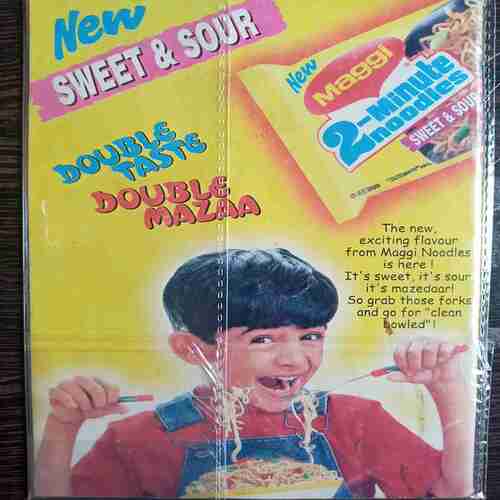 New
SWEET & SOUR
New
Maggi
2-Minute
noodles
SWEET & SOUR
DOUBLE
TASTE
DOUBLE
MAZAA
The new,
exciting flavour
from Maggi Noodles
is here !
It's sweet, it's sour
it's mazedaar!
So grab those forks
and go for "clean
bowled"!